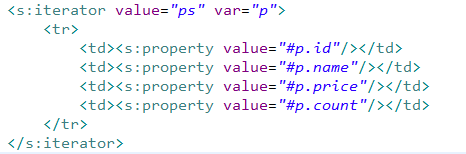 <s:iterator value="ps" var="p">
    <tr>
        <td><s:property value="#p.id"/></td>
        <td><s:property value="#p.name"/></td>
        <td><s:property value="#p.price"/></td>
        <td><s:property value="#p.count"/></td>
    </tr>
</s:iterator>